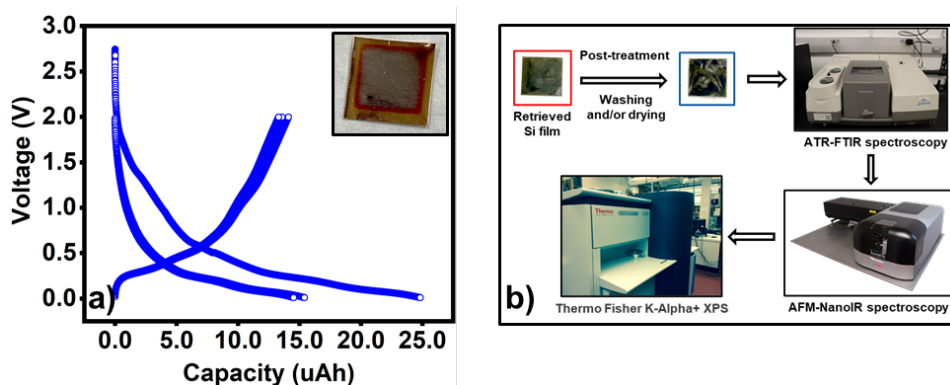 3.0
2.5
2.0
1.5
1.0
0.5
0.0
Voltage (V)
a)
0.0 5.0 10.0 15.0 20.0 25.0
Capacity (uAh)
Post-treatment
Washing
and/or drying
Retrieved
Si film
ATR-FTIR spectroscopy
Thermo
b)
Thermo Fisher K-Alpha+ XPS
AFM-NanoIR spectroscopy